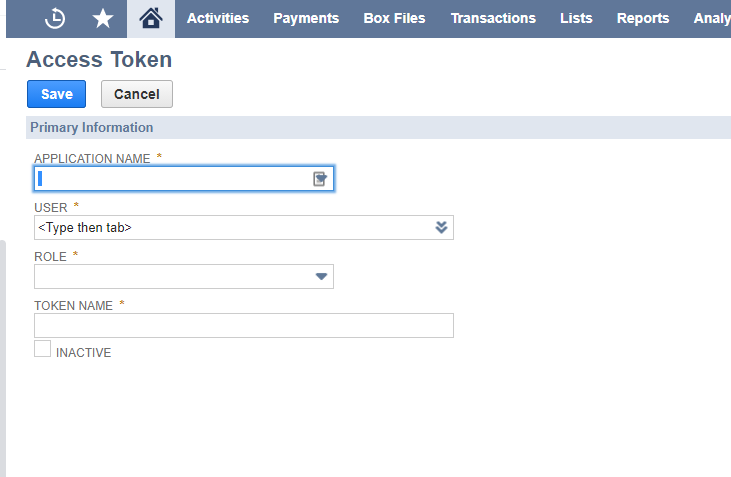 Activities Payments Box Files Transactions Lists Reports Analy
Access Token
Save Cancel
Primary Information
APPLICATION NAME *
USER *
<Type then tab>
ROLE *
TOKEN NAME *
INACTIVE